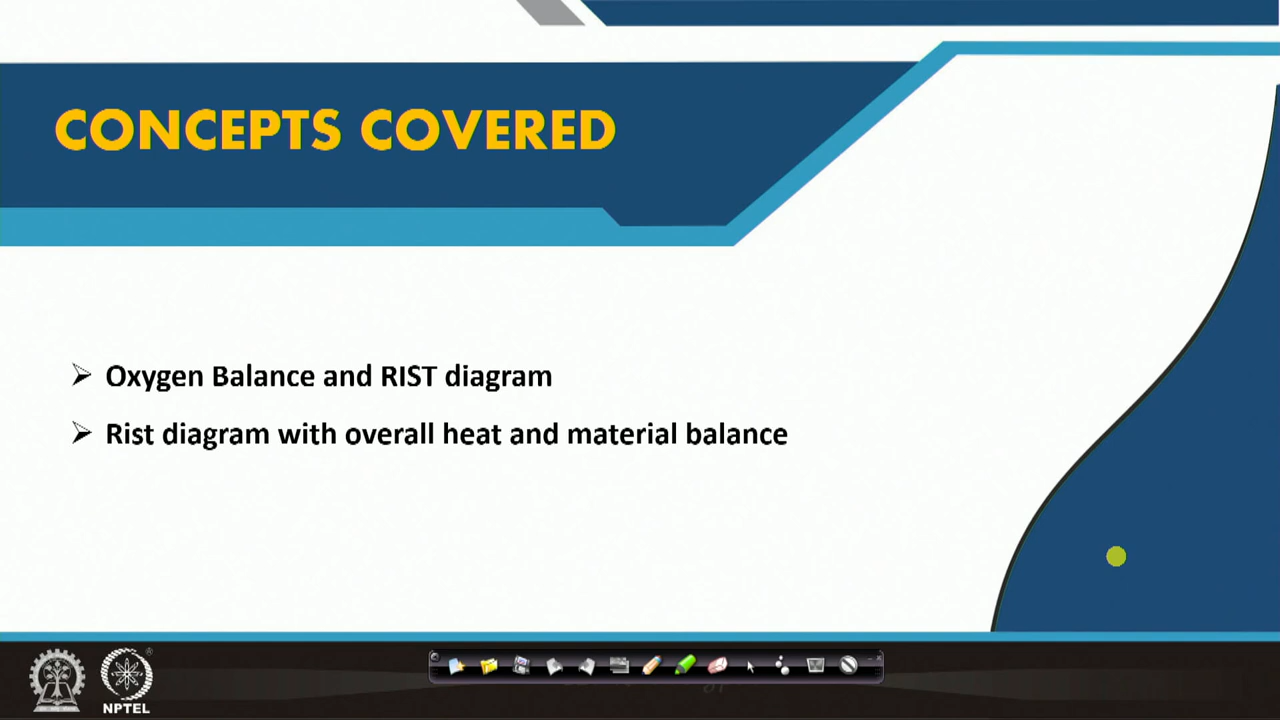 CONCEPTS COVERED
➢ Oxygen Balance and RIST diagram
➢ Rist diagram with overall heat and material balance
NPTEL